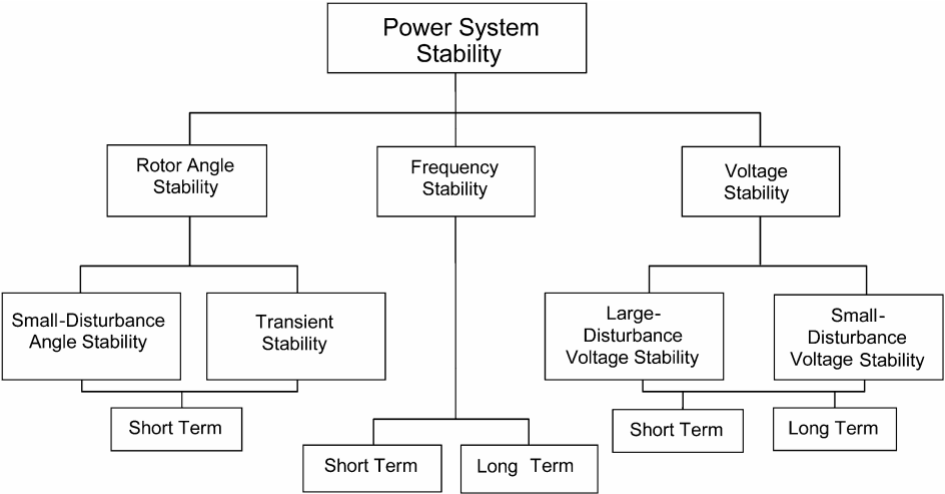 Power System
Stability
Rotor Angle
Stability
Frequency
Stability
Voltage
Stability
Small-Disturbance
Angle Stability
Transient
Stability
Large-
Disturbance
Voltage Stability
Small-
Disturbance
Voltage Stability
Short Term
Short Term
Long Term
Short Term
Long Term